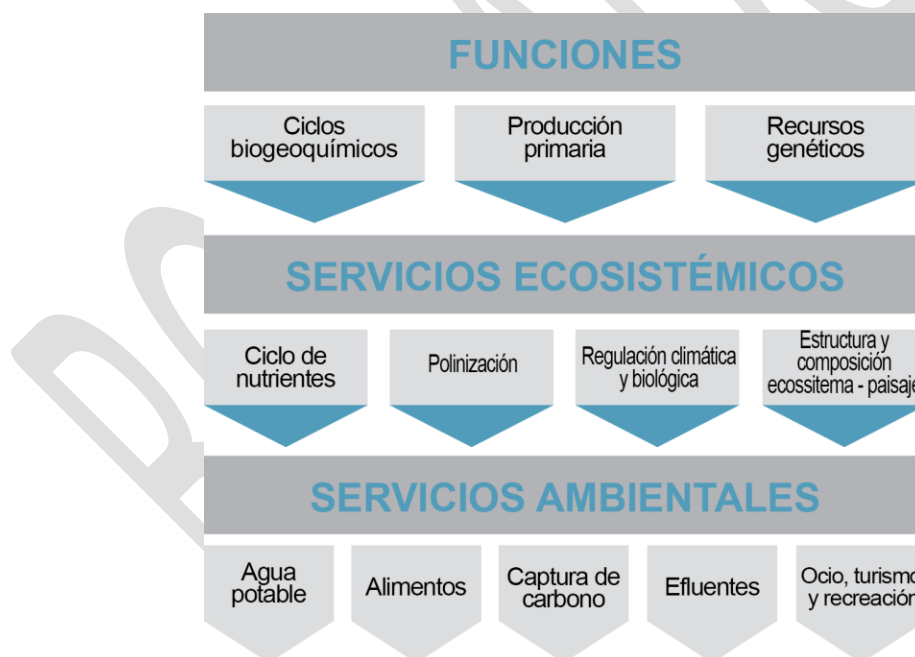 FUNCIONES
Ciclos
biogeoquímicos
Producción
primaria
Recursos
genéticos
SERVICIOS ECOSISTÉMICOS
Ciclo de
nutrientes
Polinización
Regulación climática
y biológica
Estructura y
composición
ecossitema - paisaje
SERVICIOS AMBIENTALES
Agua
potable
Alimentos
Captura de
carbono
Efluentes
Ocio, turismo
y recreación